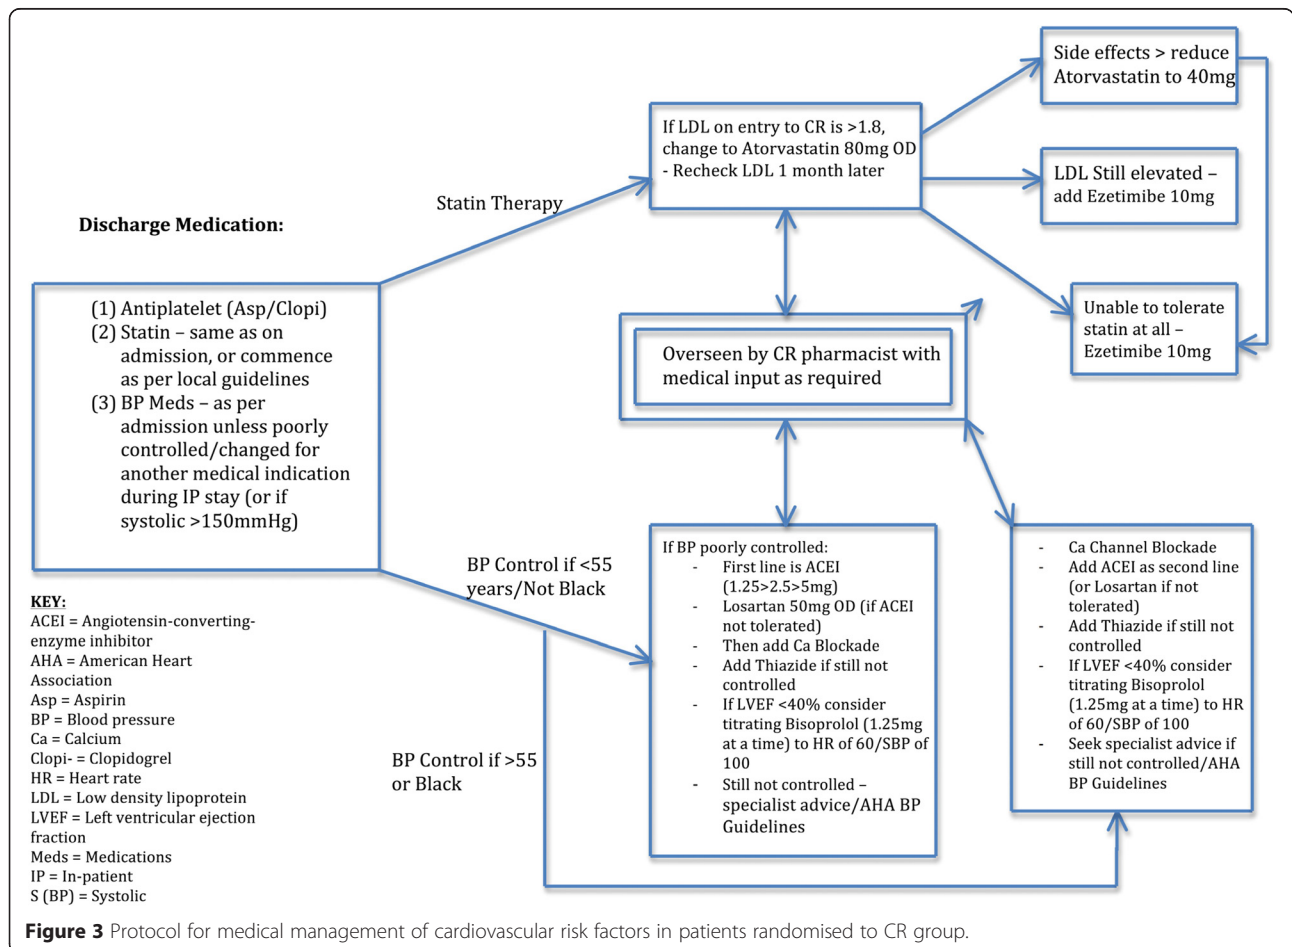 Discharge Medication:
(1) Antiplatelet (Asp/Clopi)
(2) Statin – same as on
admission, or commence
as per local guidelines
(3) BP Meds – as per
admission unless poorly
controlled/changed for
another medical indication
during IP stay (or if
systolic >150mmHg)
Statin Therapy
If LDL on entry to CR is >1.8,
change to Atorvastatin 80mg OD
- Recheck LDL 1 month later
Side effects > reduce
Atorvastatin to 40mg
LDL Still elevated –
add Ezetimibe 10mg
Unable to tolerate
statin at all –
Ezetimibe 10mg
Overseen by CR pharmacist with
medical input as required
BP Control if <55
years/Not Black
If BP poorly controlled:
- First line is ACEI
(1.25>2.5>5mg)
- Losartan 50mg OD (if ACEI
not tolerated)
- Then add Ca Blockade
- Add Thiazide if still not
controlled
- If LVEF <40% consider
titrating Bisoprolol (1.25mg
at a time) to HR of 60/SBP of
100
- Still not controlled –
specialist advice/AHA BP
Guidelines
BP Control if >55
or Black
- Ca Channel Blockade
- Add ACEI as second line
(or Losartan if not
tolerated)
- Add Thiazide if still not
controlled
- If LVEF <40% consider
titrating Bisoprolol
(1.25mg at a time) to HR
of 60/SBP of 100
- Seek specialist advice if
still not controlled/AHA
BP Guidelines
KEY:
ACEI = Angiotensin-converting-
enzyme inhibitor
AHA = American Heart
Association
Asp = Aspirin
BP = Blood pressure
Ca = Calcium
Clopi- = Clopidogrel
HR = Heart rate
LDL = Low density lipoprotein
LVEF = Left ventricular ejection
fraction
Meds = Medications
IP = In-patient
S (BP) = Systolic
Figure 3 Protocol for medical management of cardiovascular risk factors in patients randomised to CR group.